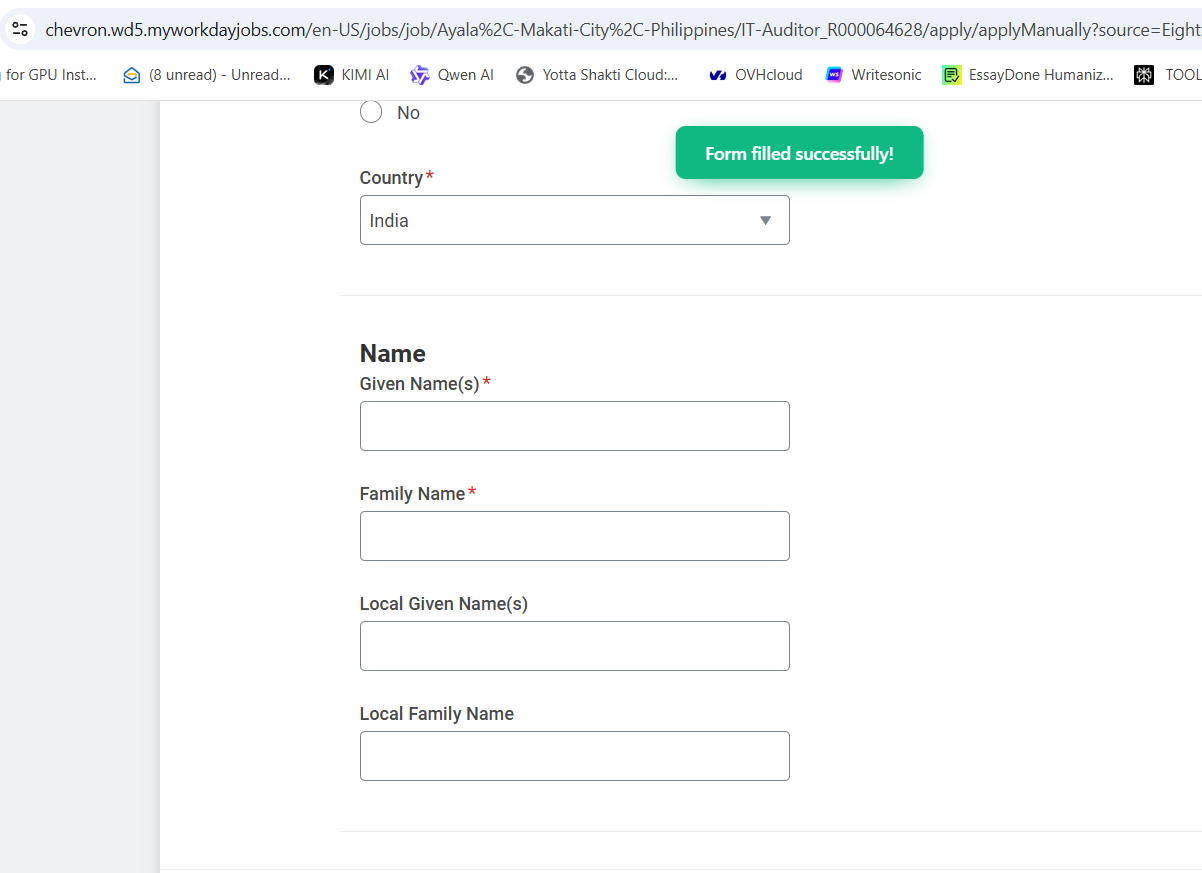 chevron.wd5.myworkdayjobs.com/en-US/jobs/job/Ayala%2C-Makati-City%2C-Philippines/IT-Auditor_R000064628/apply/applyManually?source=Eight
for GPU Inst... (8 unread) - Unread... KIMI AI Qwen AI Yotta Shakti Cloud:... OVHcloud Writesonic EssayDone Humaniz... TOOL
No
Form filled successfully!
Country*
India
Name
Given Name(s)*
Family Name*
Local Given Name(s)
Local Family Name